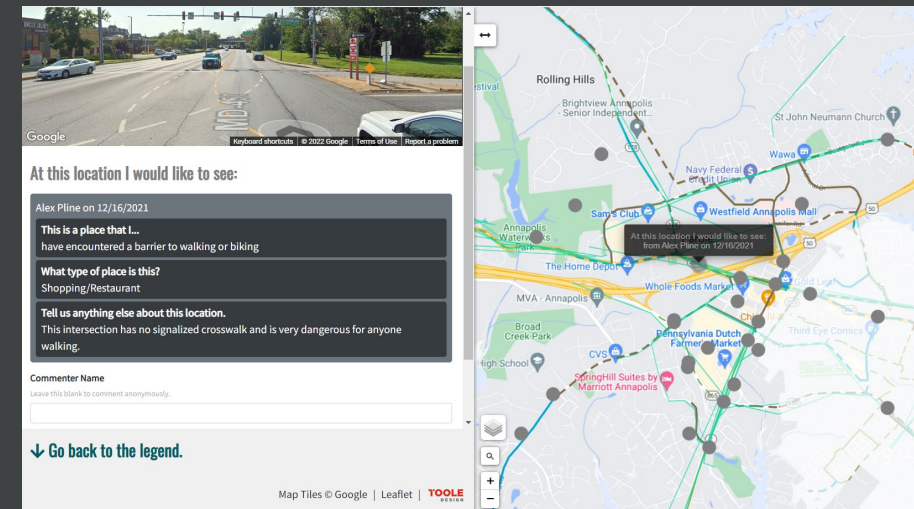 Google
Keyboard shortcuts
© 2022 Google
Terms of Use
Report a problem
At this location I would like to see:
Alex Pline on 12/16/2021
This is a place that I...
have encountered a barrier to walking or biking
What type of place is this?
Shopping/Restaurant
Tell us anything else about this location.
This intersection has no signalized crosswalk and is very dangerous for anyone
walking.
Commenter Name
Leave this blank to comment anonymously.
↓ Go back to the legend.
Map Tiles © Google | Leaflet | TOOLE
DESIGN
Rolling Hills
Brightview Annapolis
- Senior Independent...
St John Neumann Church
Wawa
Navy Federal
Credit Union
50
Sam's Club
Westfield Annapolis Mall
Annapolis
Park
At this location I would like to see:
from Alex Pline on 12/16/2021
50
The Home Depot
Whole Foods Market
Gold Leaf
MVA - Annapolis
Third Eye Comics
Broad
Creek Park
Pennsylvania Dutch
Farmer's Market
CVS
High School
SpringHill Suites by
Marriott Annapolis
665
+
−